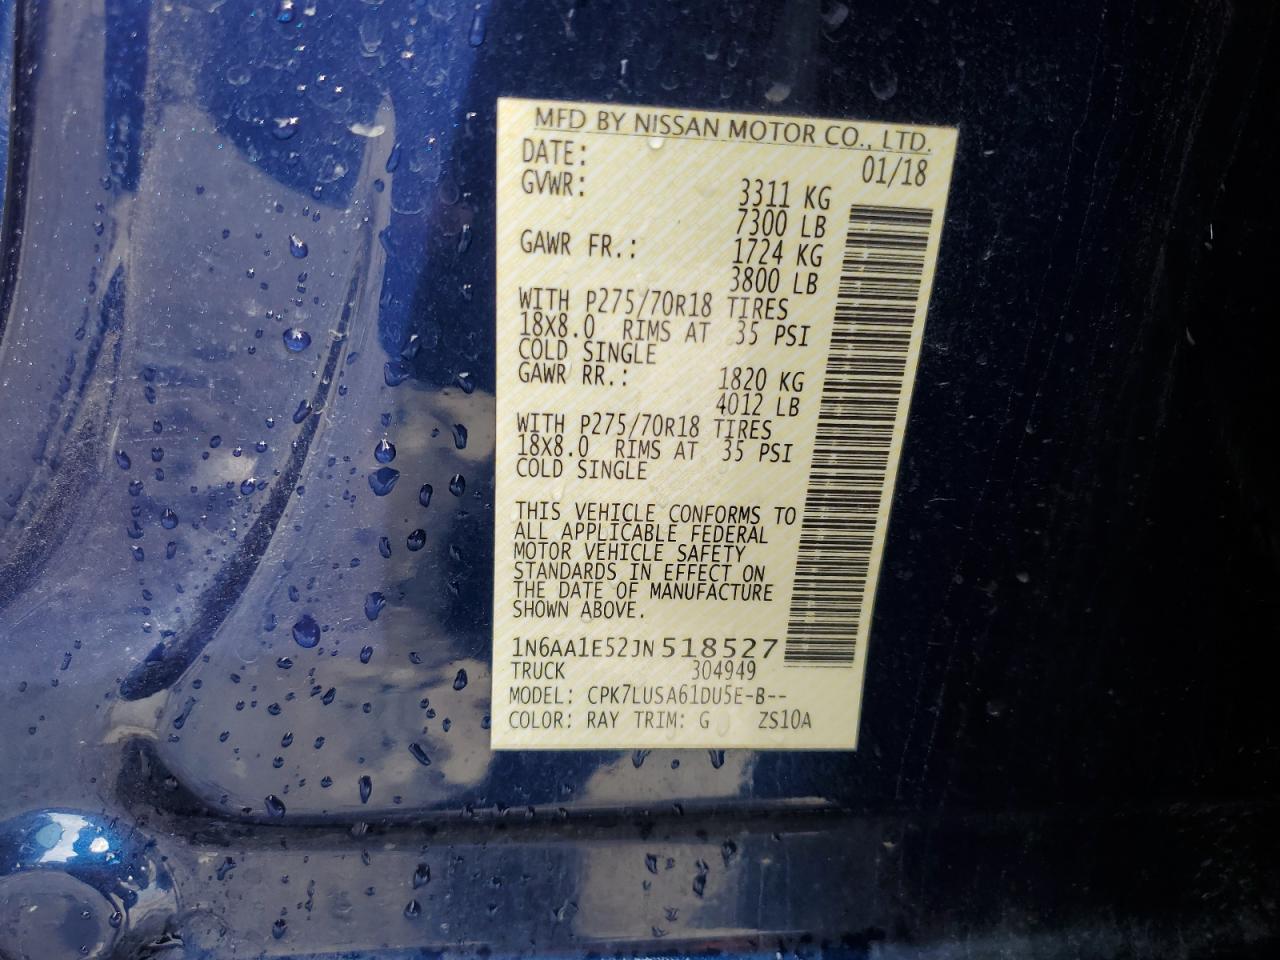 MFD BY NISSAN MOTOR CO., LTD.
DATE: 01/18
GVWR: 3311 KG
7300 LB
GAWR FR.: 1724 KG
3800 LB
WITH P275/70R18 TIRES
18X8.0 RIMS AT 35 PSI
COLD SINGLE
GAWR RR.: 1820 KG
4012 LB
WITH P275/70R18 TIRES
18X8.0 RIMS AT 35 PSI
COLD SINGLE
THIS VEHICLE CONFORMS TO
ALL APPLICABLE FEDERAL
MOTOR VEHICLE SAFETY
STANDARDS IN EFFECT ON
THE DATE OF MANUFACTURE
SHOWN ABOVE.
1N6AA1E52JN518527
TRUCK 304949
MODEL: CPK7LUSA61DU5E-B--
COLOR: RAY TRIM: G ZS10A